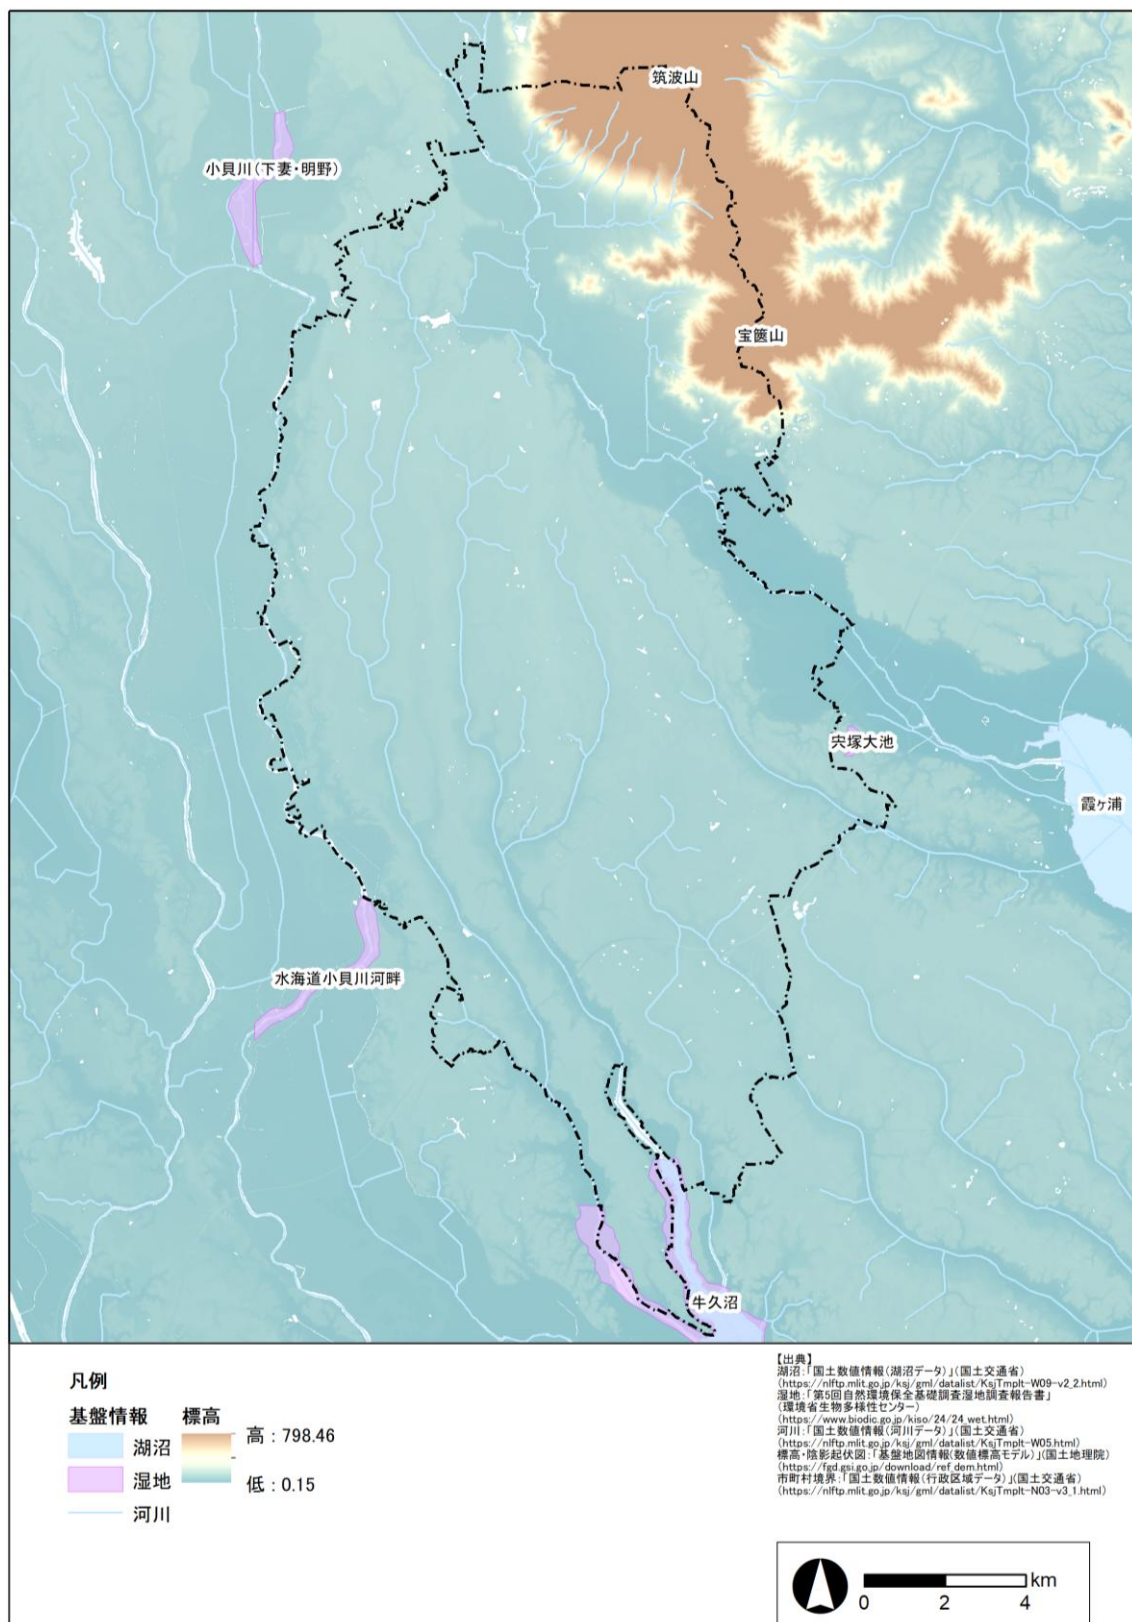 筑波山
小貝川(下妻・明野)
宝篋山
宍塚大池
霞ヶ浦
水海道小貝川河畔
牛久沼
凡例
基盤情報
標高
湖沼
湿地
河川
高：798.46
低：0.15
【出典】
湖沼:「国土数値情報(湖沼データ)」(国土交通省)
(https://nlftp.mlit.go.jp/ksj/gml/datalist/KsjTmplt-W09-v2_2.html)
湿地:「第5回自然環境保全基礎調査湿地調査報告書」
(環境省生物多様性センター)
(https://www.biodic.go.jp/kiso/24/24_wet.html)
河川:「国土数値情報(河川データ)」(国土交通省)
(https://nlftp.mlit.go.jp/ksj/gml/datalist/KsjTmplt-W05.html)
標高・陰影起伏図:「基盤地図情報(数値標高モデル)」(国土地理院)
(https://fgd.gsi.go.jp/download/ref_dem.html)
市町村境界:「国土数値情報(行政区域データ)」(国土交通省)
(https://nlftp.mlit.go.jp/ksj/gml/datalist/KsjTmplt-N03-v3_1.html)
km
0 2 4